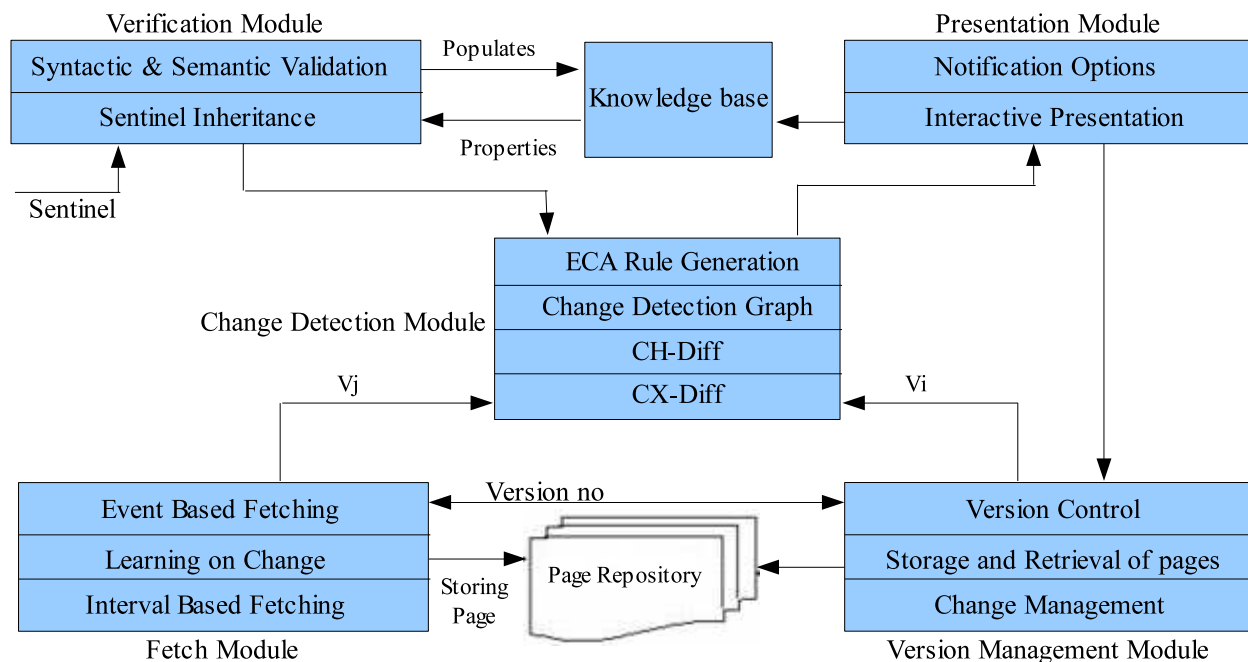 Verification Module
Presentation Module
Syntactic & Semantic Validation
Sentinel Inheritance
Populates
Properties
Knowledge base
Notification Options
Interactive Presentation
Sentinel
ECA Rule Generation
Change Detection Graph
CH-Diff
CX-Diff
Change Detection Module
Vj
Vi
Event Based Fetching
Learning on Change
Interval Based Fetching
Fetch Module
Version no
Storing
Page
Page Repository
Version Control
Storage and Retrieval of pages
Change Management
Version Management Module